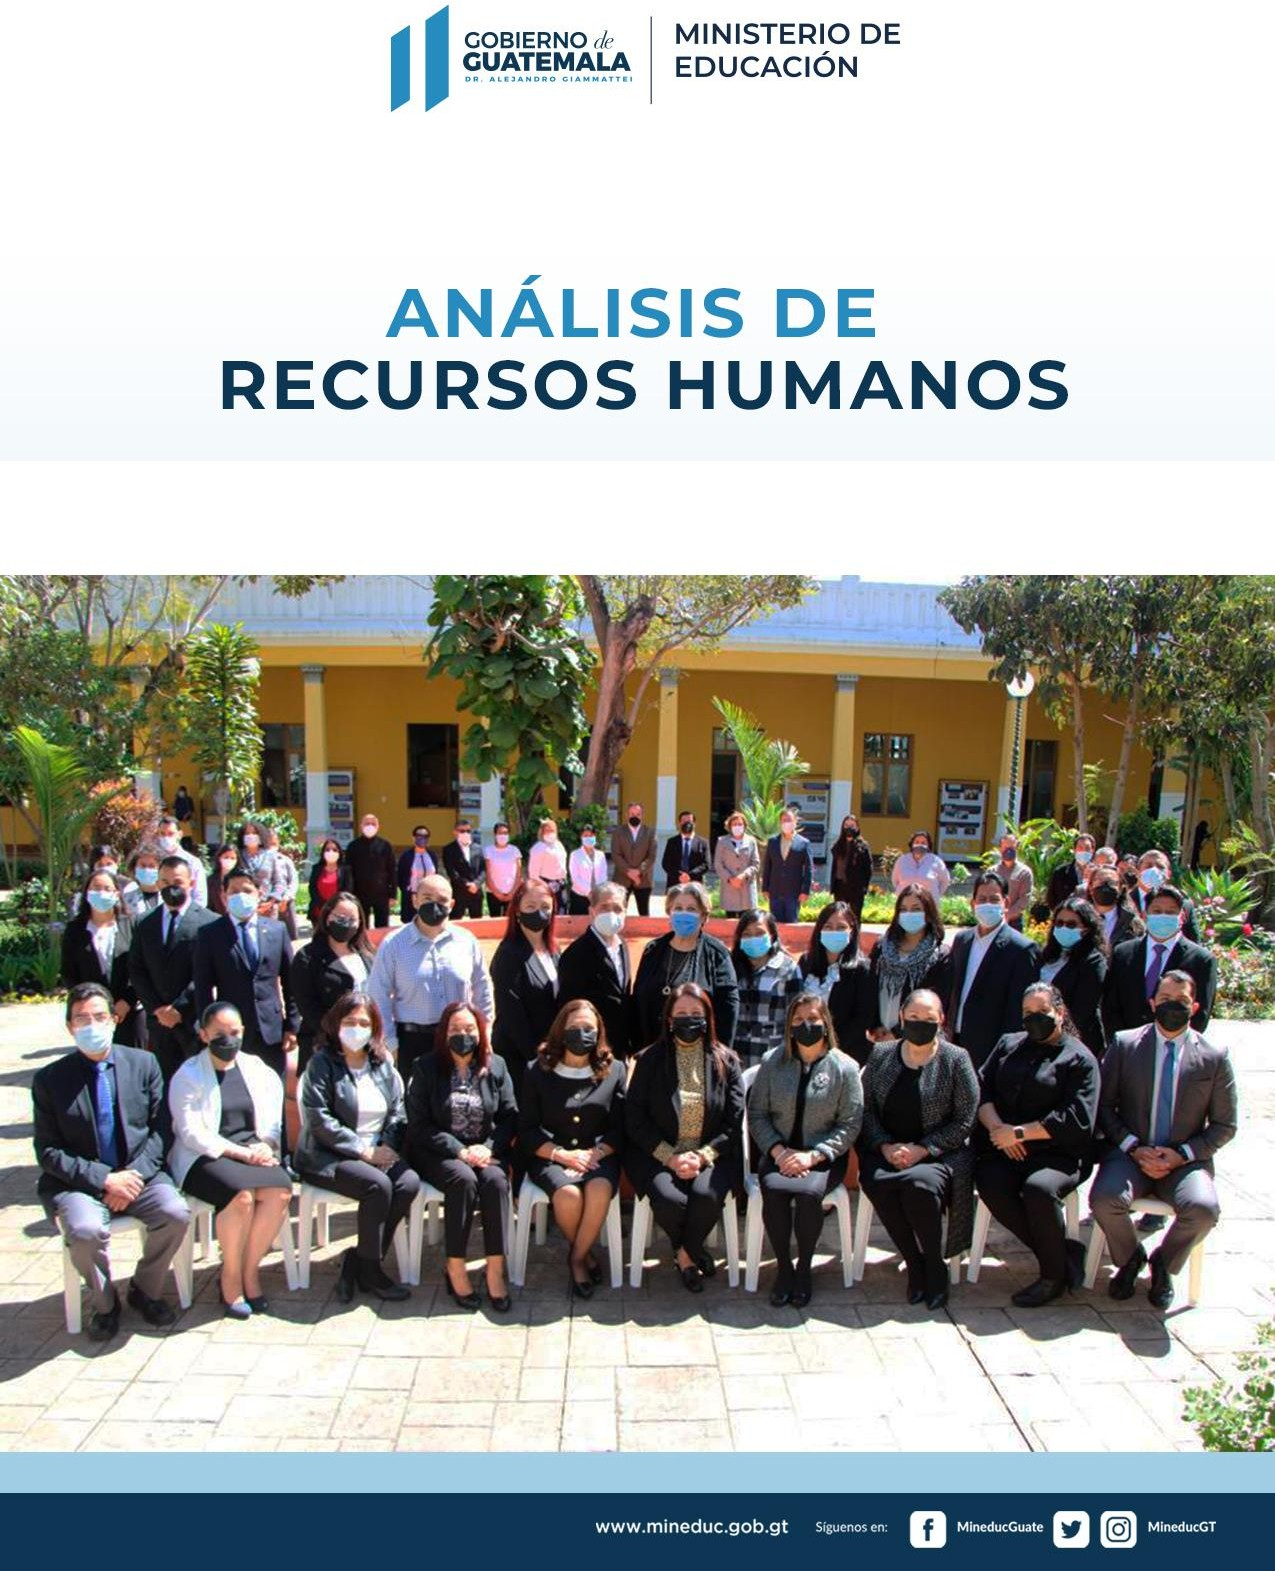 GOBIERNO de
GUATEMALA
DR. ALEJANDRO GIAMMATTEI
MINISTERIO DE
EDUCACIÓN
ANÁLISIS DE
RECURSOS HUMANOS
www.mineduc.gob.gt Síguenos en: MineducGuate MineducGT